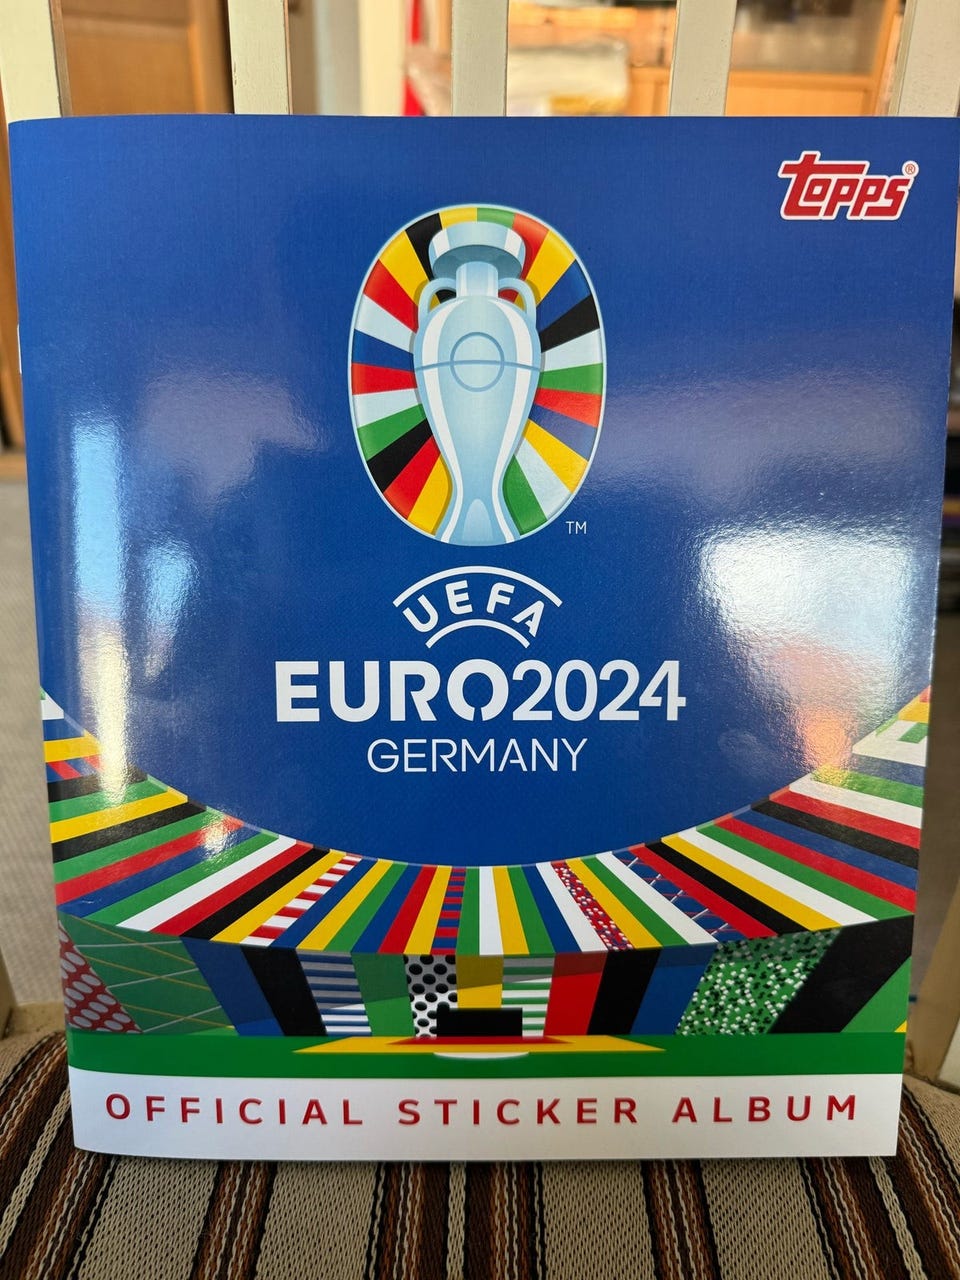 TOPPS®
TM
UEFA
EURO2024
GERMANY
OFFICIAL STICKER ALBUM